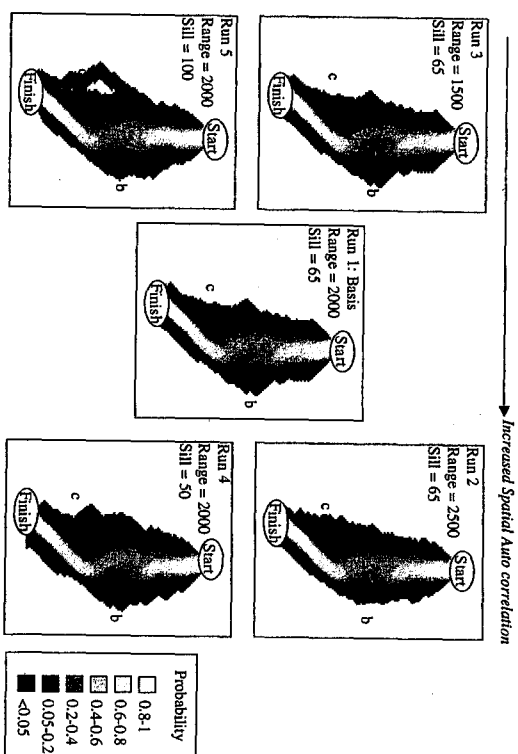 Increased Spatial Auto correlation
Run 3
Range = 1500
Sill = 65
Start
c
b
Finish
Run 1: Basis
Range = 2000
Sill = 65
Start
c
b
Finish
Run 2
Range = 2500
Sill = 65
Start
c
b
Finish
Run 5
Range = 2000
Sill = 100
Start
b
Finish
Run 4
Range = 2000
Sill = 50
Start
c
b
Finish
Probability
0.8-1
0.6-0.8
0.4-0.6
0.2-0.4
0.05-0.2
<0.05